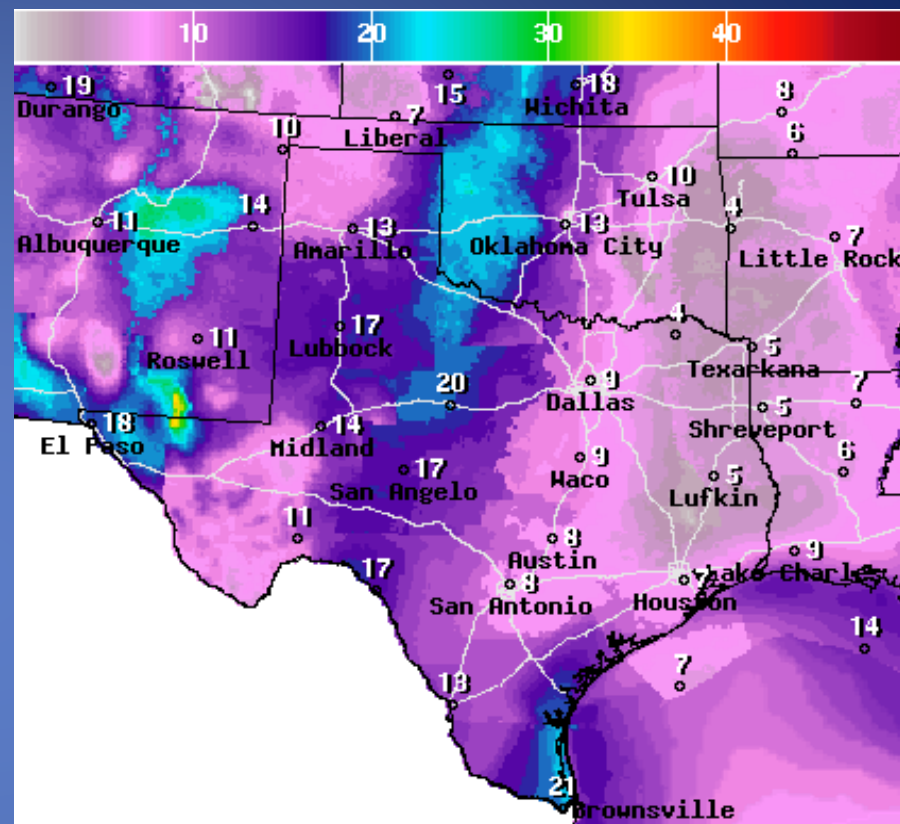 10 20 30 40
19
Durango
15
18
Wichita
7
Liberal
8
6
10
10
Tulsa
11
Albuquerque
14
13
Amarillo
13
Oklahoma City
4
7
Little Rock
11
Roswell
17
Lubbock
4
5
Texarkana
20
9
Dallas
5
Shreveport
7
18
El Paso
14
Midland
17
San Angelo
9
Waco
5
Lufkin
6
11
8
Austin
9
Lake Charles
17
8
San Antonio
7
Houston
14
7
13
21
Brownsville